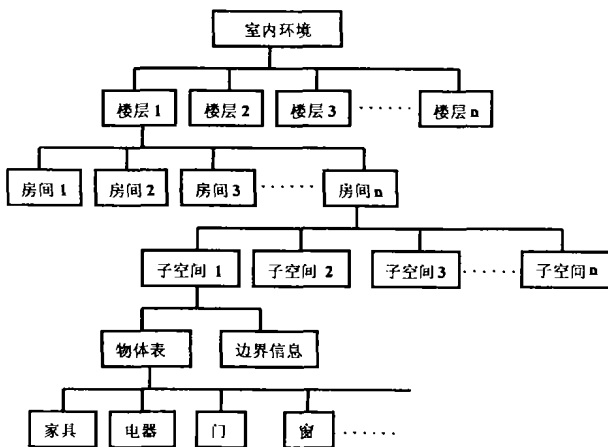 室内环境
楼层 1 楼层 2 楼层 3 ······ 楼层 n
房间 1 房间 2 房间 3 ······ 房间 n
子空间 1 子空间 2 子空间 3 ······ 子空间 n
物体表 边界信息
家具 电器 门 窗 ······